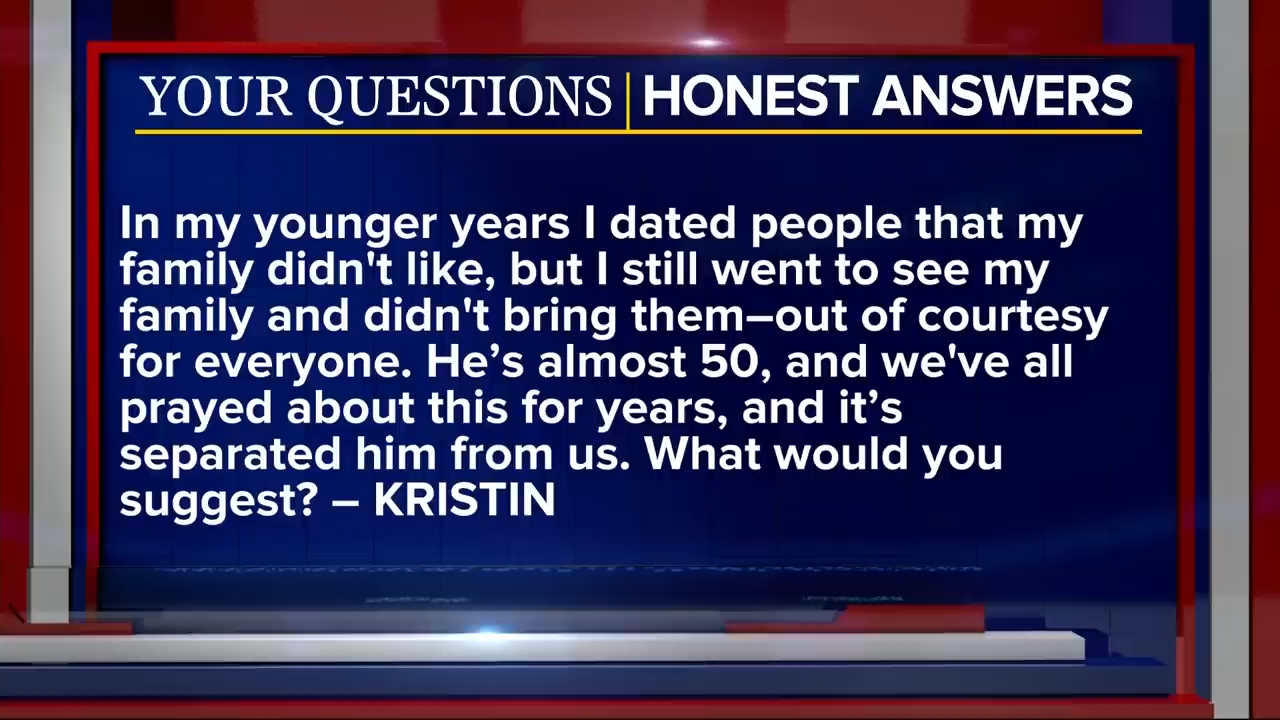 YOUR QUESTIONS | HONEST ANSWERS
In my younger years I dated people that my
family didn't like, but I still went to see my
family and didn't bring them–out of courtesy
for everyone. He’s almost 50, and we've all
prayed about this for years, and it’s
separated him from us. What would you
suggest? – KRISTIN